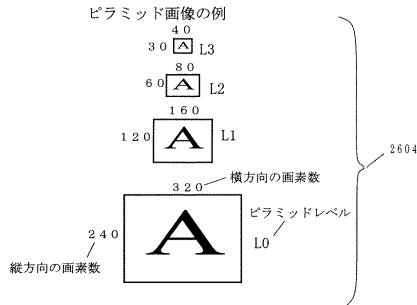 ピラミッド画像の例
40
30 A L3
80
60 A L2
160
120 A L1
2604
320 横方向の画素数
ピラミッドレベル
240 A L0
縦方向の画素数